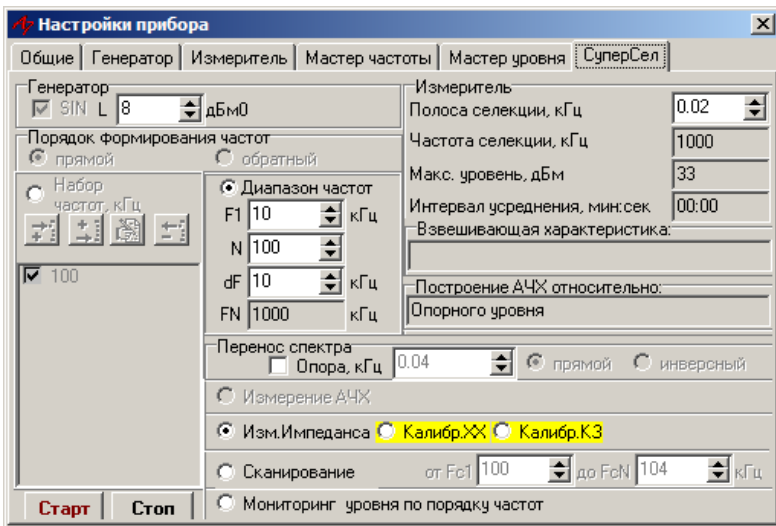 Настройки прибора
Общие Генератор Измеритель Мастер частоты Мастер уровня СуперСел
Генератор
SIN L 8 дБм0
Порядок формирования частот
прямой обратный
Набор частот, кГц
100
Диапазон частот
F1 10 кГц
N 100
dF 10 кГц
FN 1000 кГц
Измеритель
Полоса селекции, кГц 0.02
Частота селекции, кГц 1000
Макс. уровень, дБм 33
Интервал усреднения, мин:сек 00:00
Взвешивающая характеристика:
Построение АЧХ относительно:
Опорного уровня
Перенос спектра
Опора, кГц 0.04 прямой инверсный
Измерение АЧХ
Изм.Импеданса Калибр.ХХ Калибр.КЗ
Сканирование от Fc1 100 до FcN 104 кГц
Мониторинг уровня по порядку частот
Старт Стоп